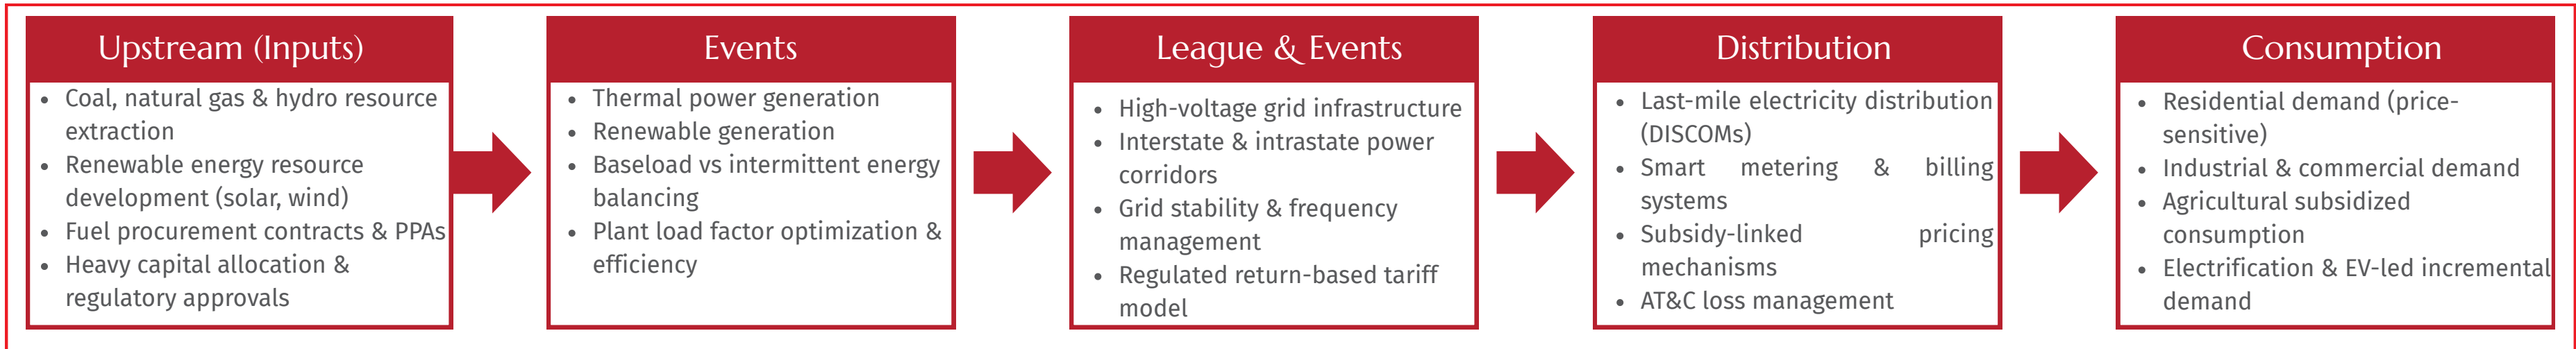 Upstream (Inputs)
• Coal, natural gas & hydro resource
extraction
• Renewable energy resource
development (solar, wind)
• Fuel procurement contracts & PPAs
• Heavy capital allocation &
regulatory approvals
Events
• Thermal power generation
• Renewable generation
• Baseload vs intermittent energy
balancing
• Plant load factor optimization &
efficiency
League & Events
• High-voltage grid infrastructure
• Interstate & intrastate power
corridors
• Grid stability & frequency
management
• Regulated return-based tariff
model
Distribution
• Last-mile electricity distribution
(DISCOMs)
• Smart metering & billing
systems
• Subsidy-linked pricing
mechanisms
• AT&C loss management
Consumption
• Residential demand (price-
sensitive)
• Industrial & commercial demand
• Agricultural subsidized
consumption
• Electrification & EV-led incremental
demand